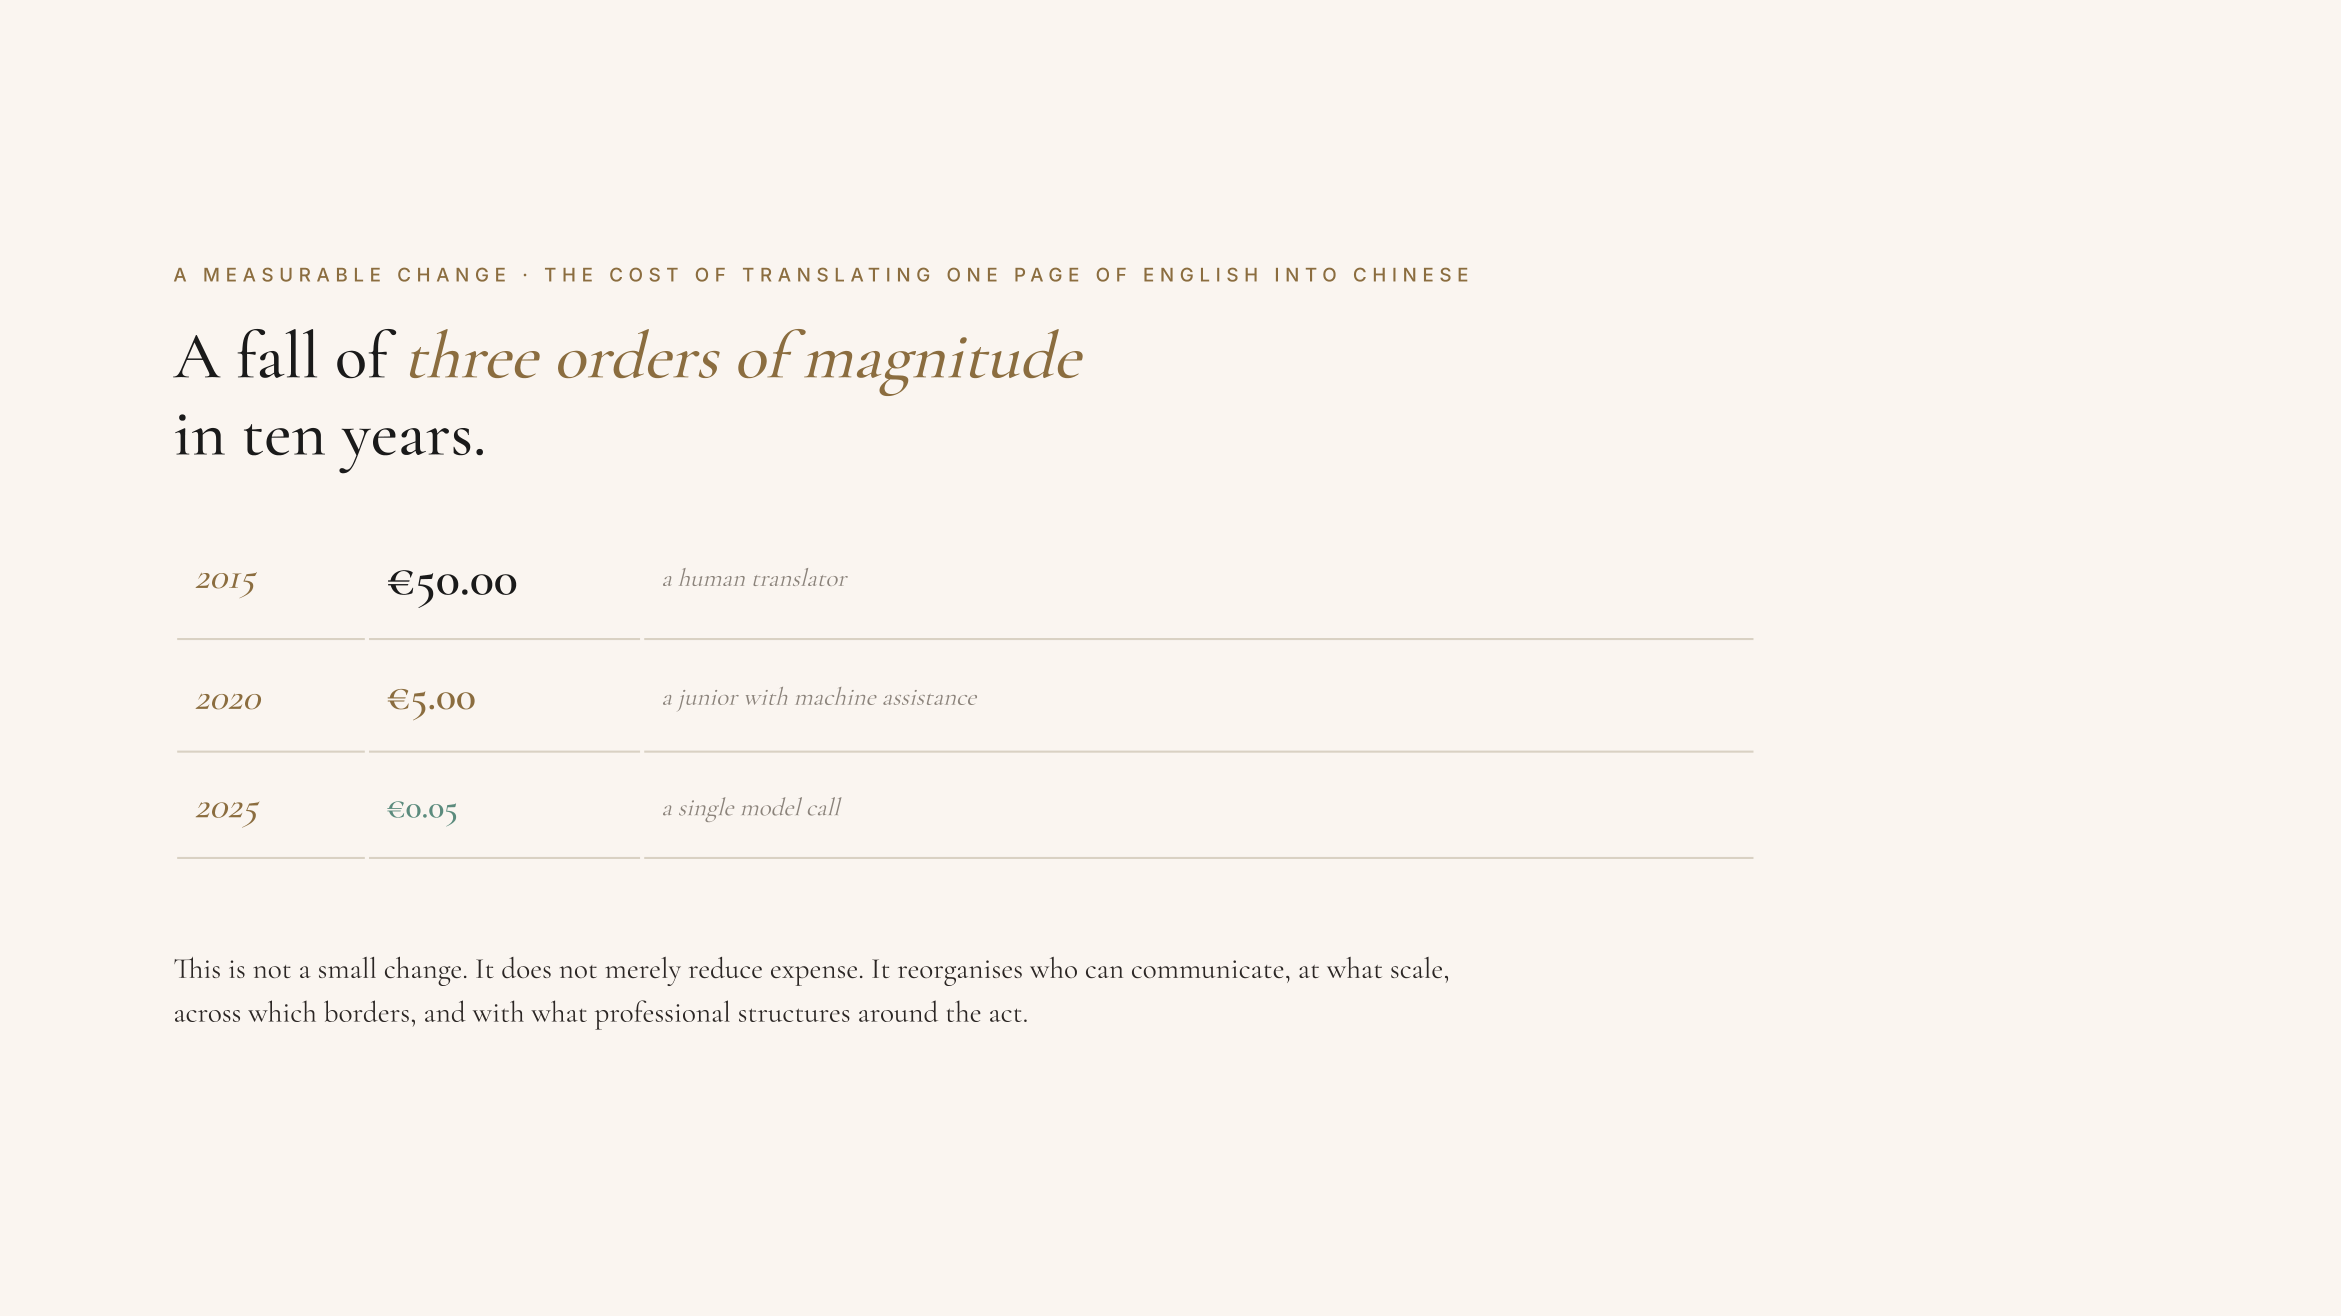 A MEASURABLE CHANGE · THE COST OF TRANSLATING ONE PAGE OF ENGLISH INTO CHINESE
A fall of three orders of magnitude
in ten years.
2015 €50.00 a human translator
2020 €5.00 a junior with machine assistance
2025 €0.05 a single model call
This is not a small change. It does not merely reduce expense. It reorganises who can communicate, at what scale,
across which borders, and with what professional structures around the act.